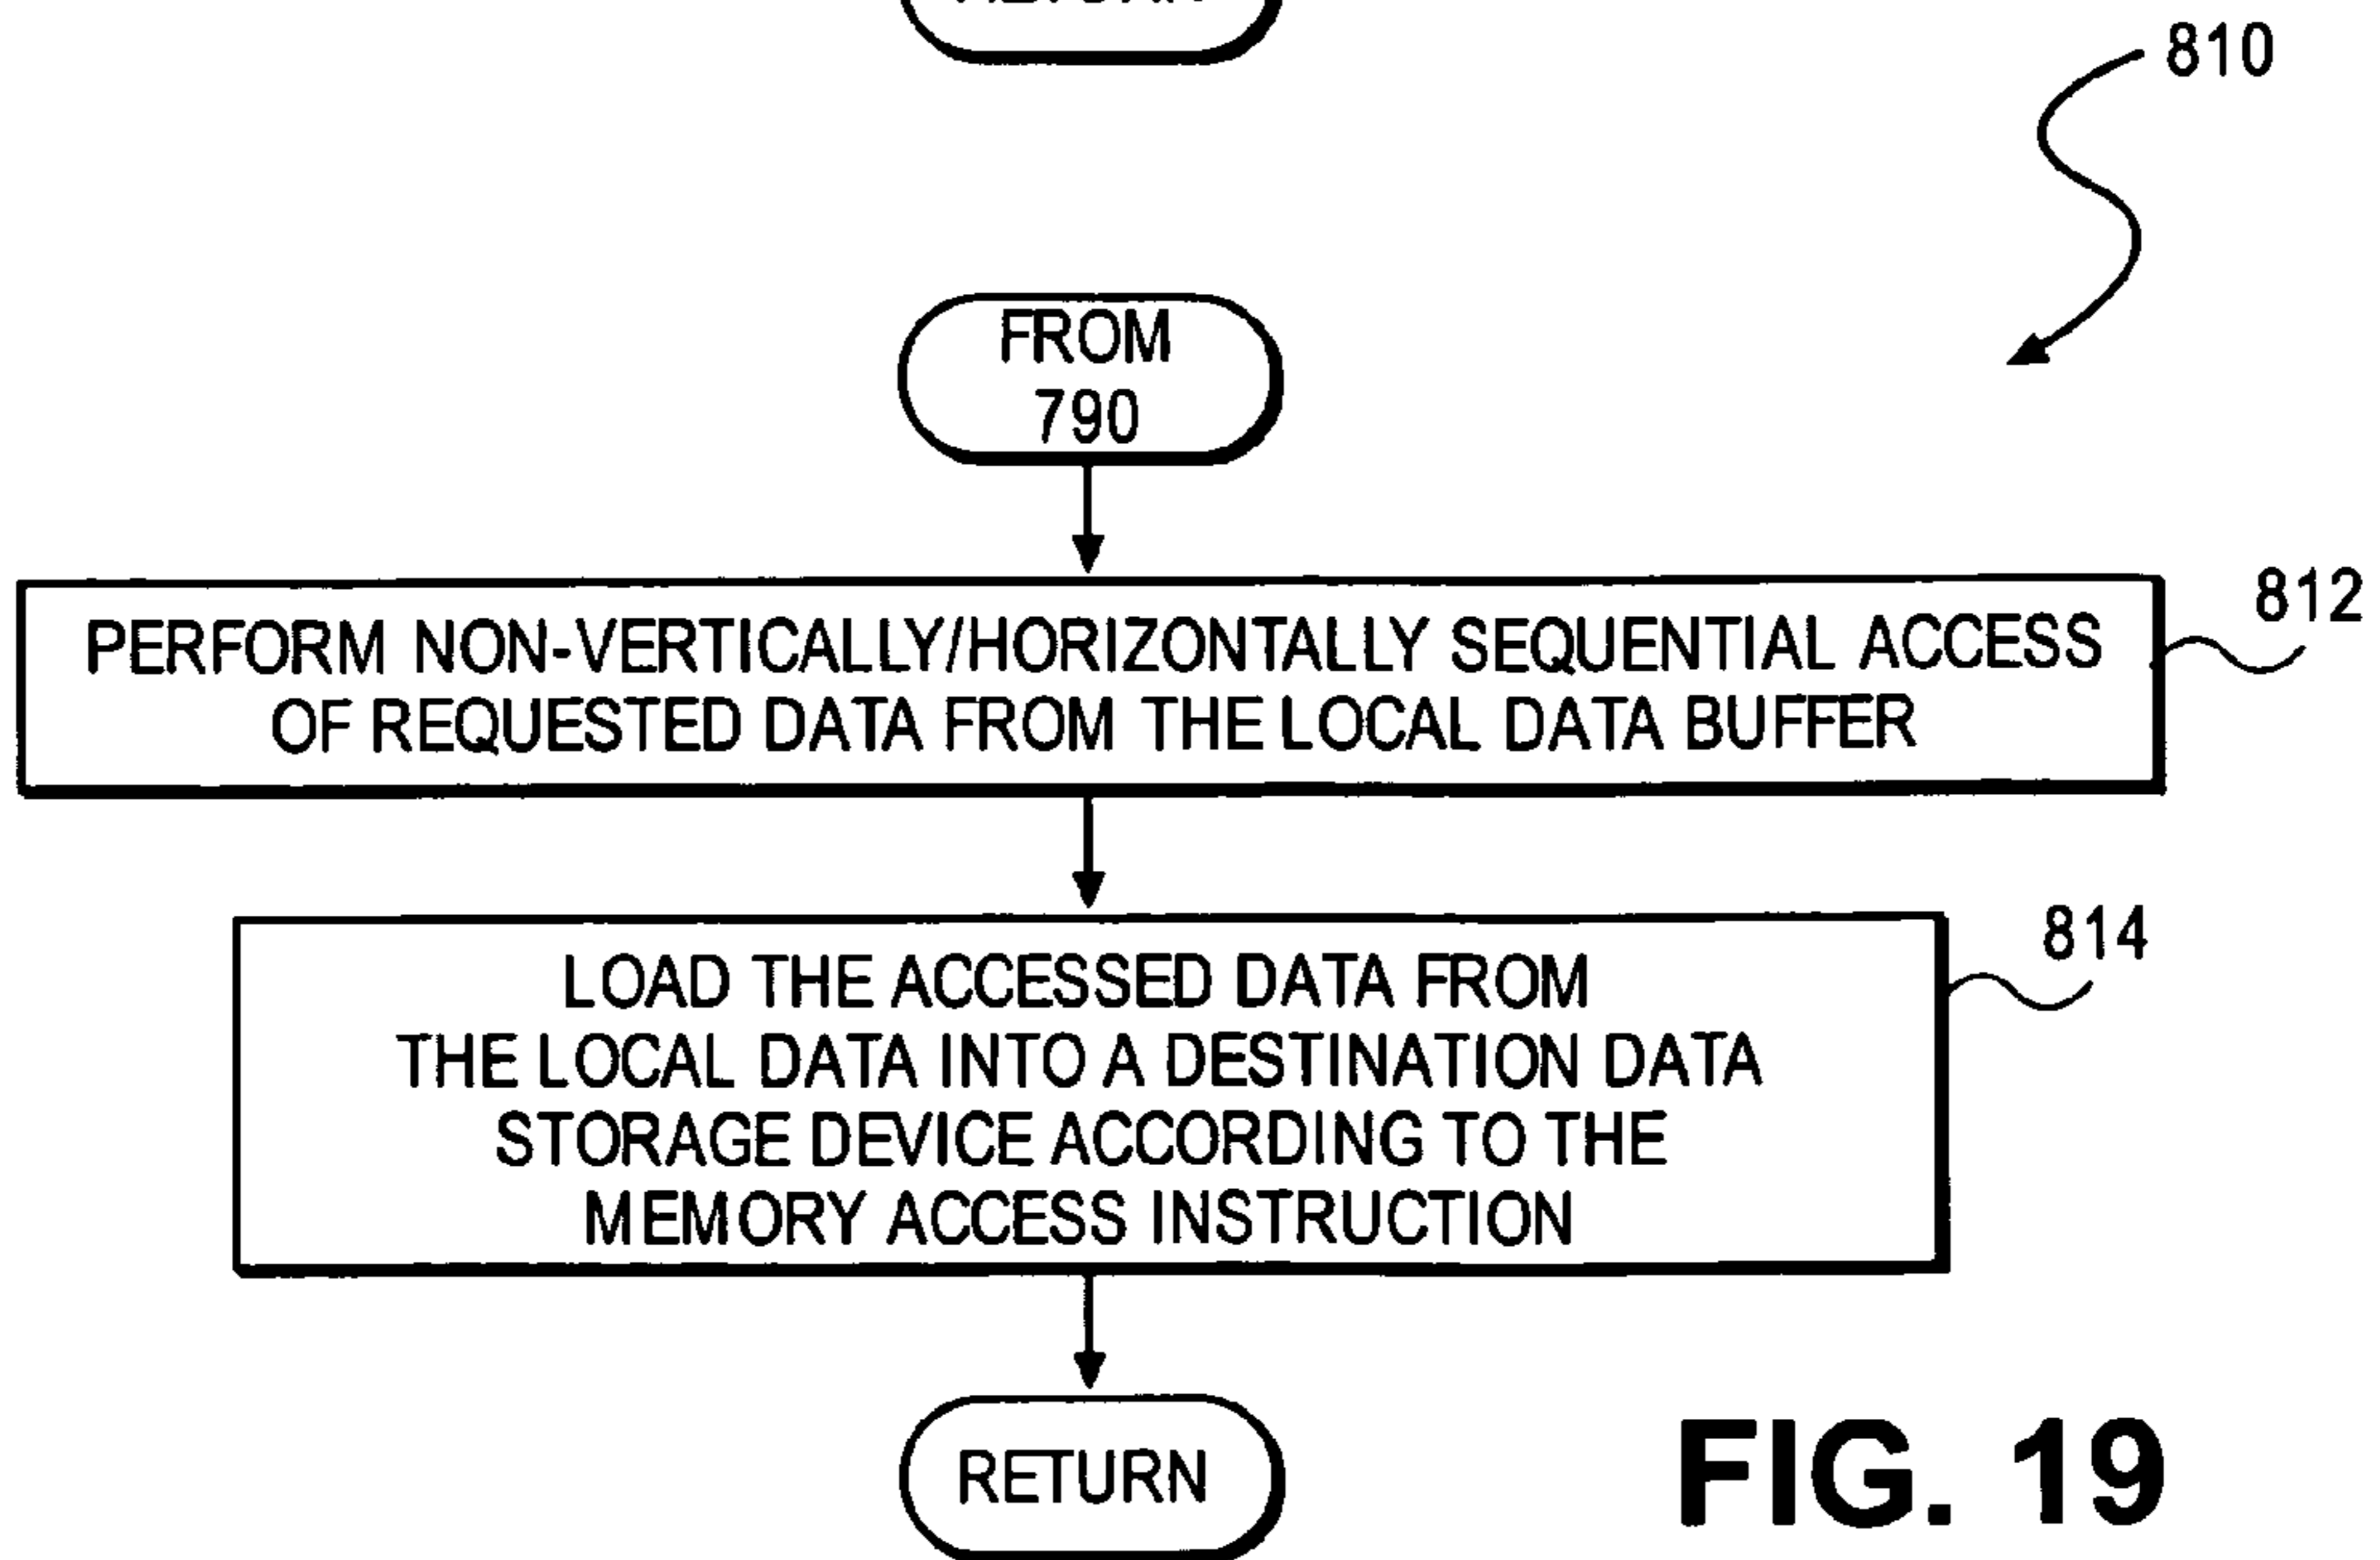 810
FROM
790
812
PERFORM NON-VERTICALLY/HORIZONTALLY SEQUENTIAL ACCESS
OF REQUESTED DATA FROM THE LOCAL DATA BUFFER
814
LOAD THE ACCESSED DATA FROM
THE LOCAL DATA INTO A DESTINATION DATA
STORAGE DEVICE ACCORDING TO THE
MEMORY ACCESS INSTRUCTION
RETURN
FIG. 19